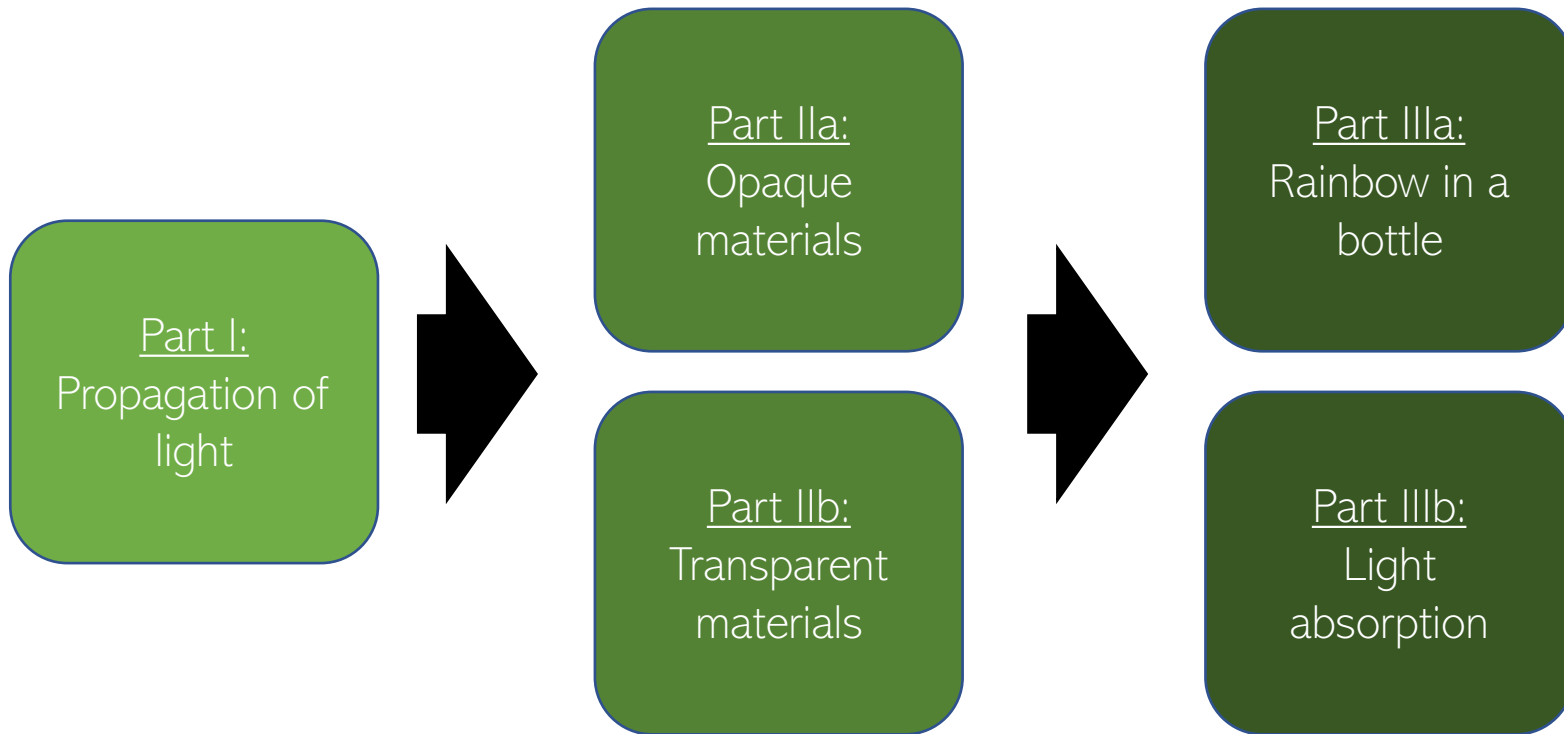 Part I:
Propagation of
light
Part IIa:
Opaque
materials
Part IIb:
Transparent
materials
Part IIIa:
Rainbow in a
bottle
Part IIIb:
Light
absorption